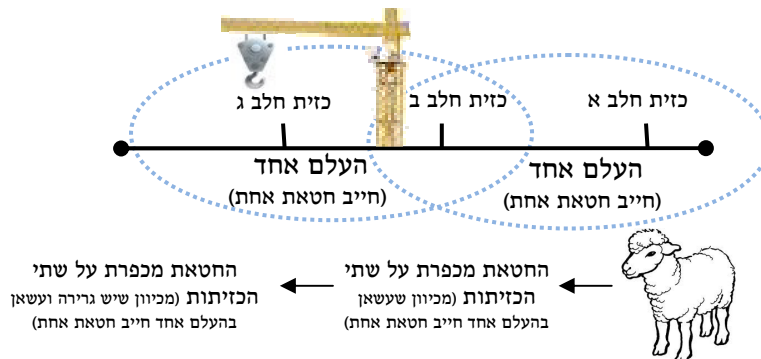 כזית חלב א
כזית חלב ב
כזית חלב ג
העלם אחד
(חייב חטאת אחת)
העלם אחד
(חייב חטאת אחת)
החטאת מכפרת על שתי
הכזיתות (מכיוון שעשאן
בהעלם אחד חייב חטאת אחת)
החטאת מכפרת על שתי
הכזיתות (מכיוון שיש גרירה ועשאן
בהעלם אחד חייב חטאת אחת)